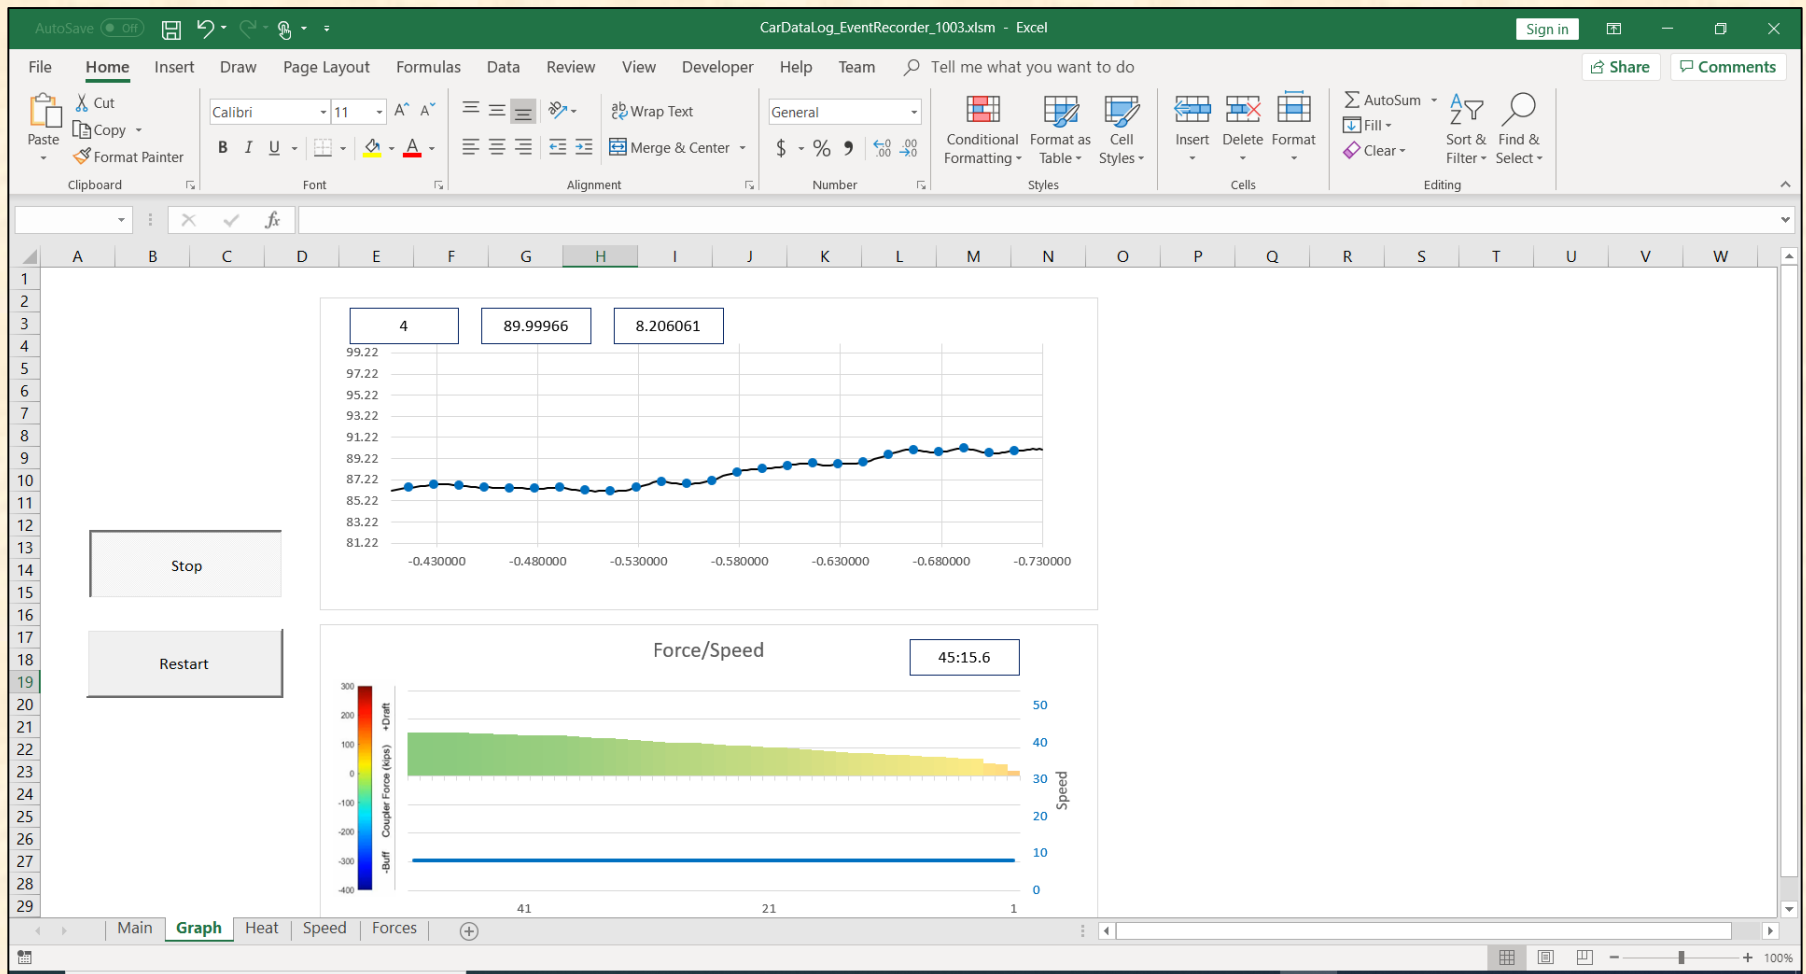 AutoSave Off
CarDataLog_EventRecorder_1003.xlsm - Excel
Sign in
File Home Insert Draw Page Layout Formulas Data Review View Developer Help Team Tell me what you want to do
Share Comments
Paste
Cut
Copy
Format Painter
Clipboard
Calibri 11
B I U A
Font
Wrap Text
Merge & Center
Alignment
General
$ % 9
Number
Conditional Formatting
Format as Table
Cell Styles
Styles
Insert Delete Format
Cells
AutoSum
Fill
Clear
Sort & Filter
Find & Select
Editing
fx
A B C D E F G H I J K L M N O P Q R S T U V W
1
2
3
4
5
6
7
8
9
10
11
12
13
14
15
16
17
18
19
20
21
22
23
24
25
26
27
28
29
4 89.99966 8.206061
99.22
97.22
95.22
93.22
91.22
89.22
87.22
85.22
83.22
81.22
-0.430000 -0.480000 -0.530000 -0.580000 -0.630000 -0.680000 -0.730000
Stop
Restart
Force/Speed
45:15.6
300
200
100
0
-100
-200
-300
-400
-Buff Coupler Force (kips) +Draft
50
40
30
20
10
0
Speed
41 21 1
Main Graph Heat Speed Forces
100%